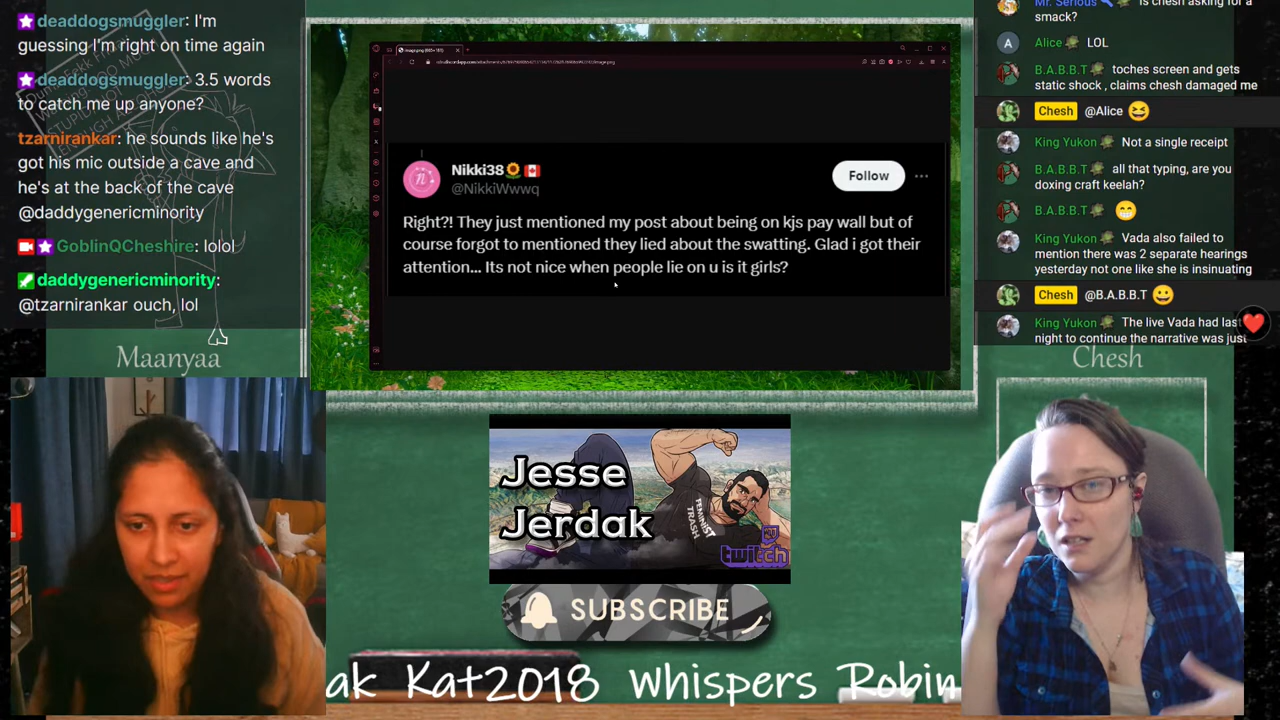 deaddogsmuggler: I'm
guessing I'm right on time again
deaddogsmuggler: 3.5 words
to catch me up anyone?
tzarnirankar: he sounds like he's
got his mic outside a cave and
he's at the back of the cave
@daddygenericminority
GoblinQCheshire: lolol
daddygenericminority:
@tzarnirankar ouch, lol
Nikki38
@NikkiWwwq
Follow
Right?! They just mentioned my post about being on kjs pay wall but of
course forgot to mentioned they lied about the swatting. Glad i got their
attention... Its not nice when people lie on u is it girls?
Mr. Serious is chesh asking for a
smack?
Alice LOL
B.A.B.B.T toches screen and gets
static shock , claims chesh damaged me
Chesh @Alice
King Yukon Not a single receipt
B.A.B.B.T all that typing, are you
doxing craft keelah?
B.A.B.B.T
King Yukon Vada also failed to
mention there was 2 separate hearings
yesterday not one like she is insinuating
Chesh @B.A.B.B.T
King Yukon The live Vada had last
night to continue the narrative was just
Maanyaa
Chesh
Jesse
Jerdak
FEMINIST
TRASH
twitch
SUBSCRIBE
ak Kat2018 Whispers Robin